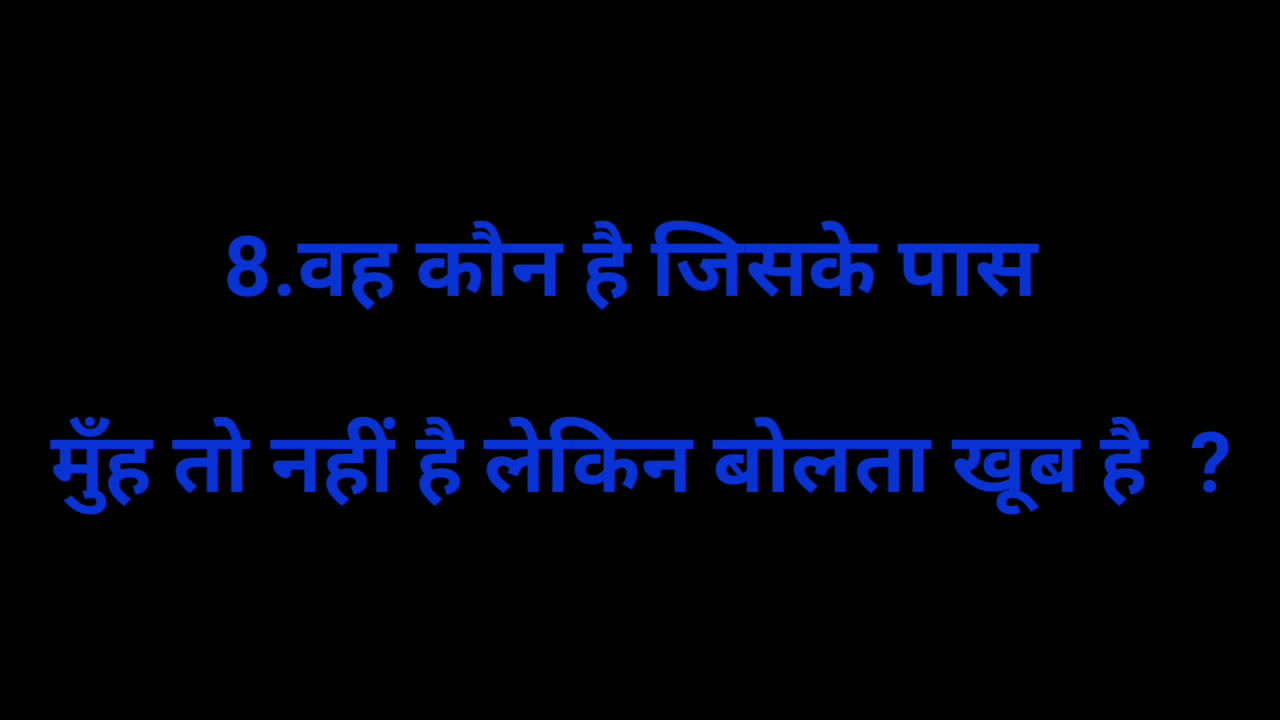 8.वह कौन है जिसके पास
मुँह तो नहीं है लेकिन बोलता खूब है  ?